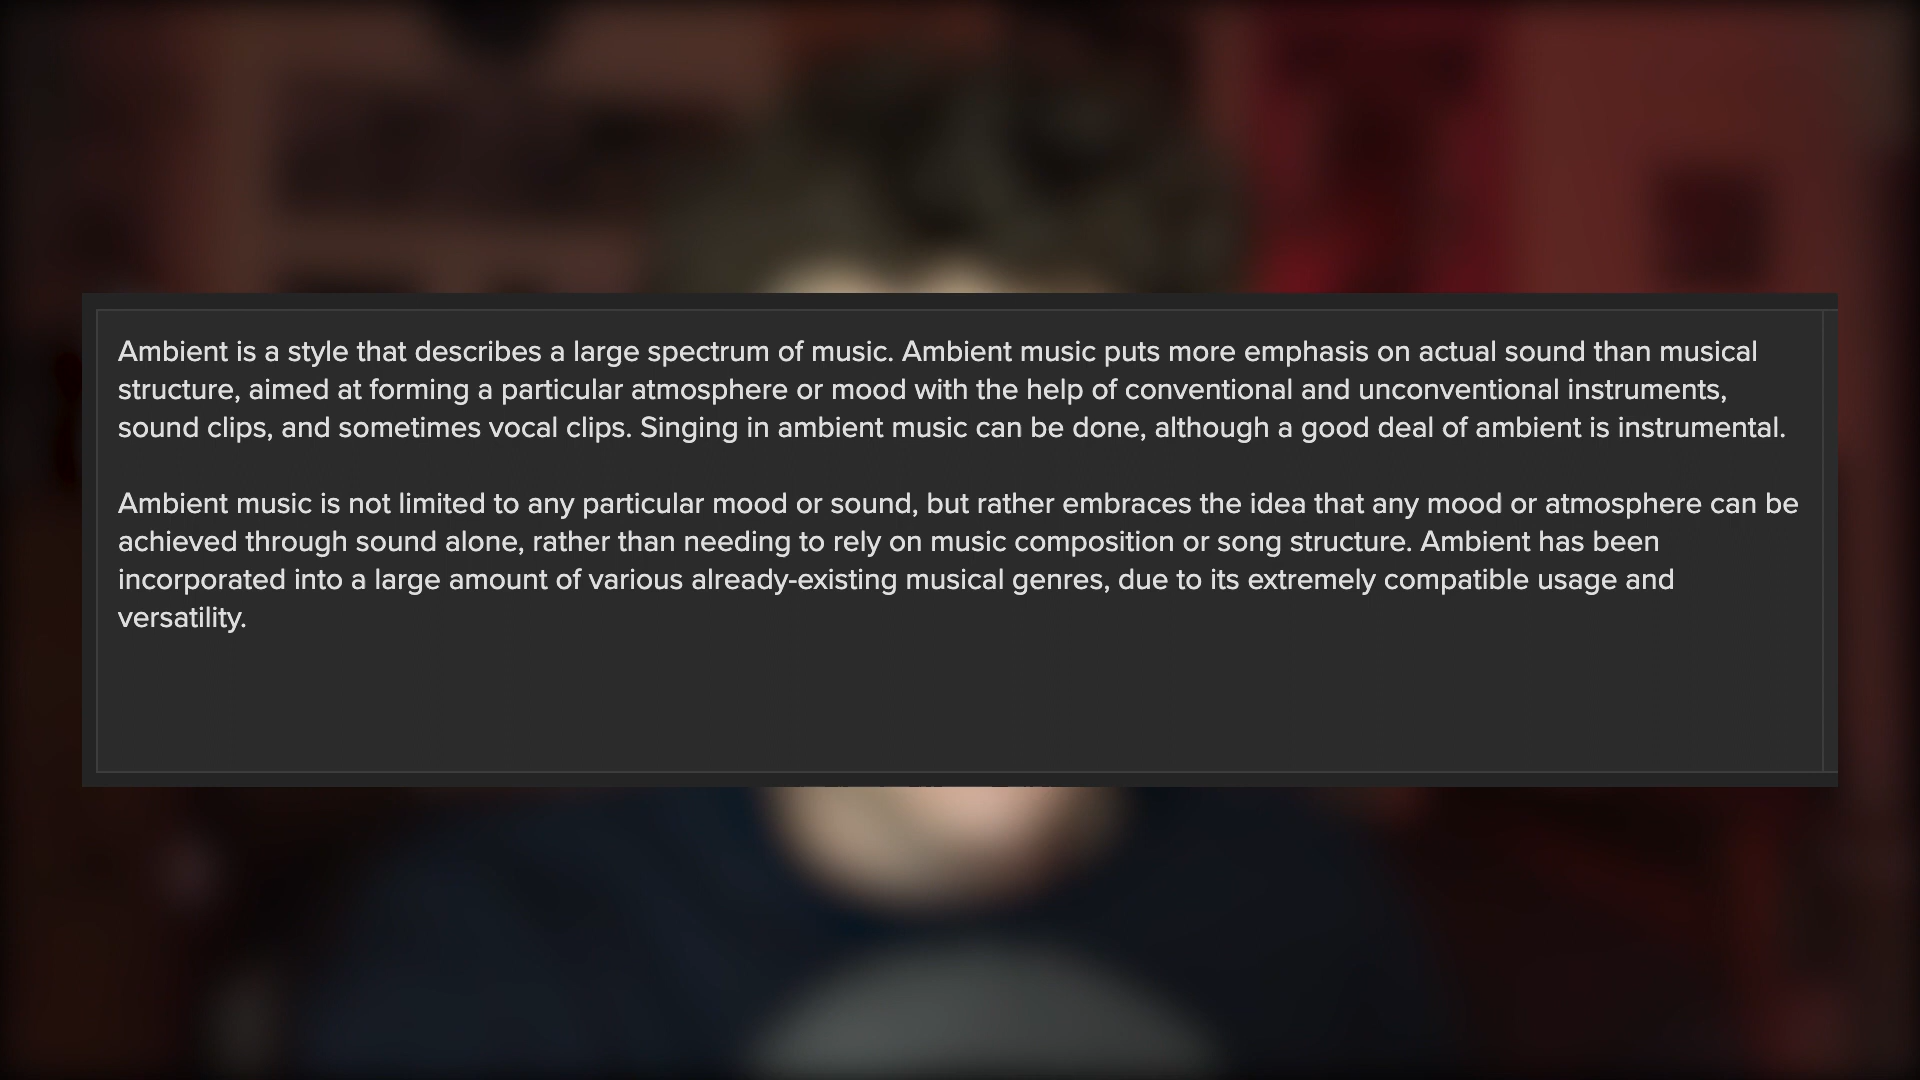 Ambient is a style that describes a large spectrum of music. Ambient music puts more emphasis on actual sound than musical
structure, aimed at forming a particular atmosphere or mood with the help of conventional and unconventional instruments,
sound clips, and sometimes vocal clips. Singing in ambient music can be done, although a good deal of ambient is instrumental.
Ambient music is not limited to any particular mood or sound, but rather embraces the idea that any mood or atmosphere can be
achieved through sound alone, rather than needing to rely on music composition or song structure. Ambient has been
incorporated into a large amount of various already-existing musical genres, due to its extremely compatible usage and
versatility.